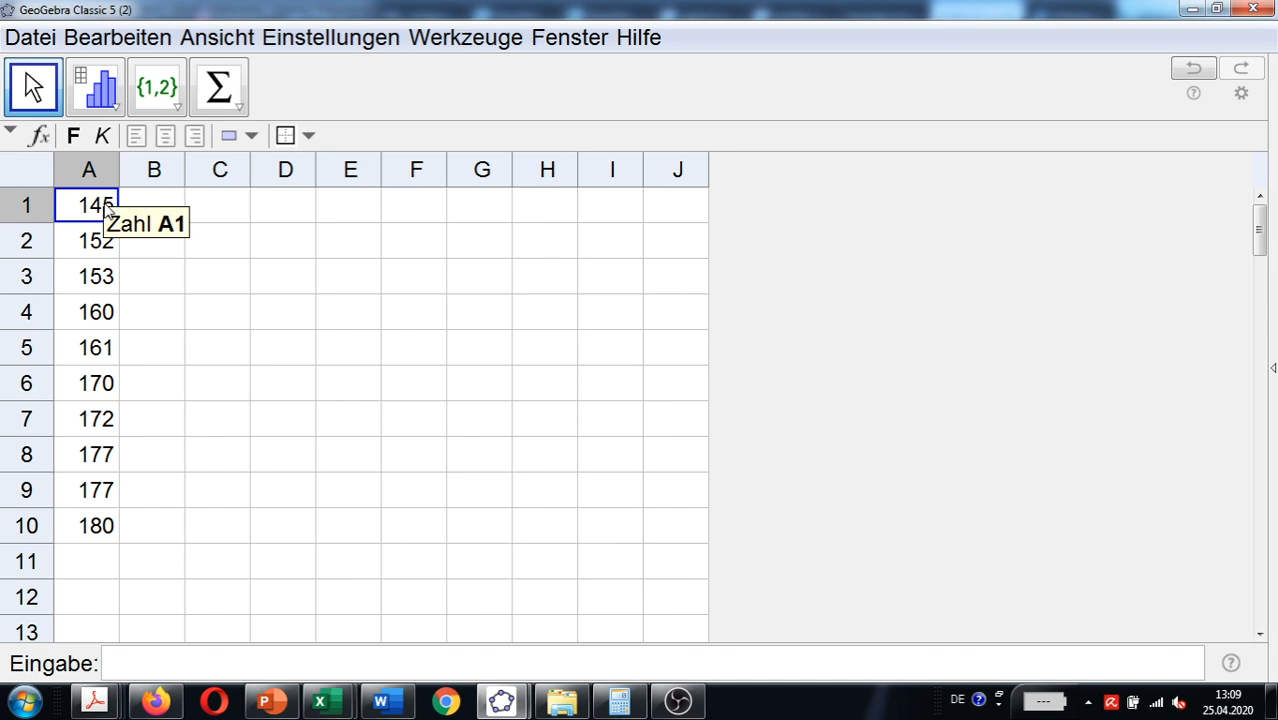 GeoGebra Classic 5 (2)
Datei Bearbeiten Ansicht Einstellungen Werkzeuge Fenster Hilfe
{1,2} Σ
fx F K
A B C D E F G H I J
1 145
Zahl A1
2 152
3 153
4 160
5 161
6 170
7 172
8 177
9 177
10 180
11
12
13
Eingabe:
DE
13:09
25.04.2020